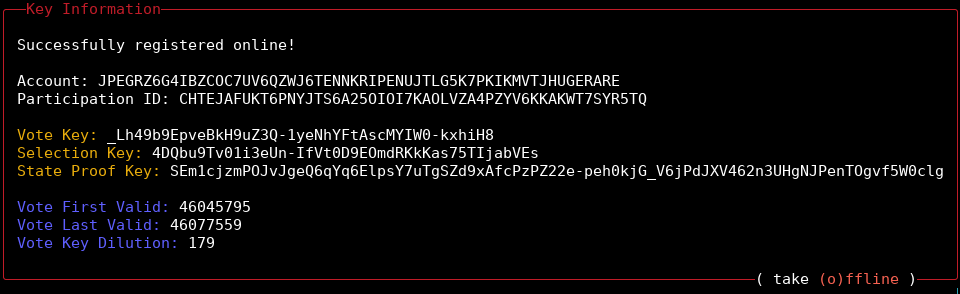 Key Information
Successfully registered online!
Account: JPEGRZ6G4IBZCOC7UV6QZWJ6TENNKRIPENUJTLG5K7PKIKMVTJHUGERARE
Participation ID: CHTEJAFUKT6PNYJTS6A25OIOI7KAOLVZA4PZYV6KKAKWT7SYR5TQ
Vote Key: _Lh49b9EpveBkH9uZ3Q-1yeNhYFtAscMYIW0-kxhiH8
Selection Key: 4DQbu9Tv01i3eUn-IfVt0D9EOmdRKkKas75TIjabVEs
State Proof Key: SEm1cjzmPOJvJgeQ6qYq6ElpsY7uTgSZd9xAfcPzPZ22e-peh0kjG_V6jPdJXV462n3UHgNJPenTOgvf5W0clg
Vote First Valid: 46045795
Vote Last Valid: 46077559
Vote Key Dilution: 179
( take (o)ffline )